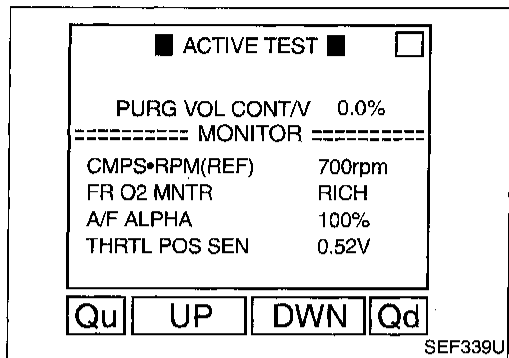 ■ ACTIVE TEST ■
PURG VOL CONT/V 0.0%
========= MONITOR =========
CMPS•RPM(REF) 700rpm
FR O2 MNTR RICH
A/F ALPHA 100%
THRTL POS SEN 0.52V
Qu UP DWN Qd
SEF339U